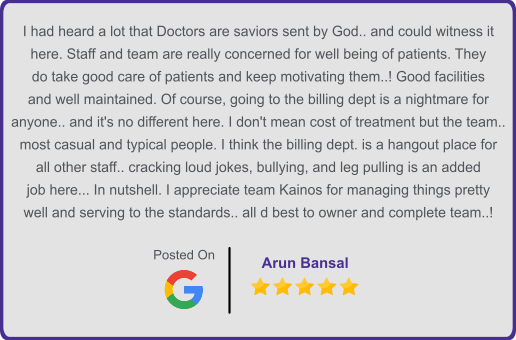 I had heard a lot that Doctors are saviors sent by God.. and could witness it
here. Staff and team are really concerned for well being of patients. They
do take good care of patients and keep motivating them..! Good facilities
and well maintained. Of course, going to the billing dept is a nightmare for
anyone.. and it's no different here. I don't mean cost of treatment but the team..
most casual and typical people. I think the billing dept. is a hangout place for
all other staff.. cracking loud jokes, bullying, and leg pulling is an added
job here... In nutshell. I appreciate team Kainos for managing things pretty
well and serving to the standards.. all d best to owner and complete team..!
Posted On
G
Arun Bansal